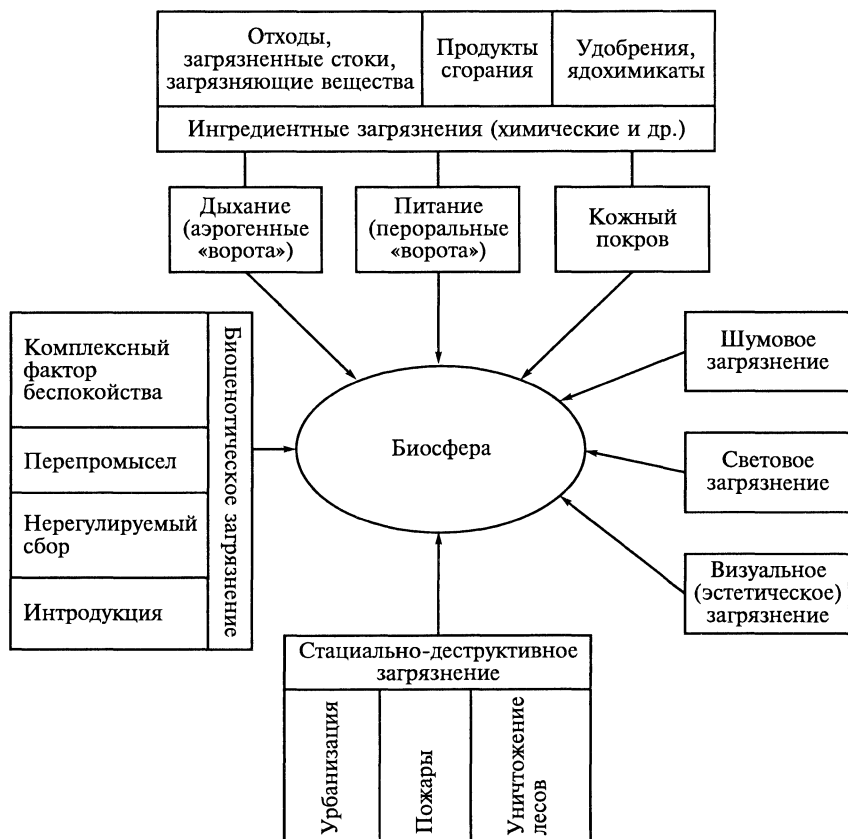 Отходы,
загрязненные стоки,
загрязняющие вещества
Продукты
сгорания
Удобрения,
ядохимикаты
Ингредиентные загрязнения (химические и др.)
Дыхание
(аэрогенные
«ворота»)
Питание
(пероральные
«ворота»)
Кожный
покров
Комплексный
фактор
беспокойства
Перепромысел
Нерегулируемый
сбор
Интродукция
Биоценотическое загрязнение
Биосфера
Шумовое
загрязнение
Световое
загрязнение
Визуальное
(эстетическое)
загрязнение
Стациально-деструктивное
загрязнение
Урбанизация
Пожары
Уничтожение
лесов